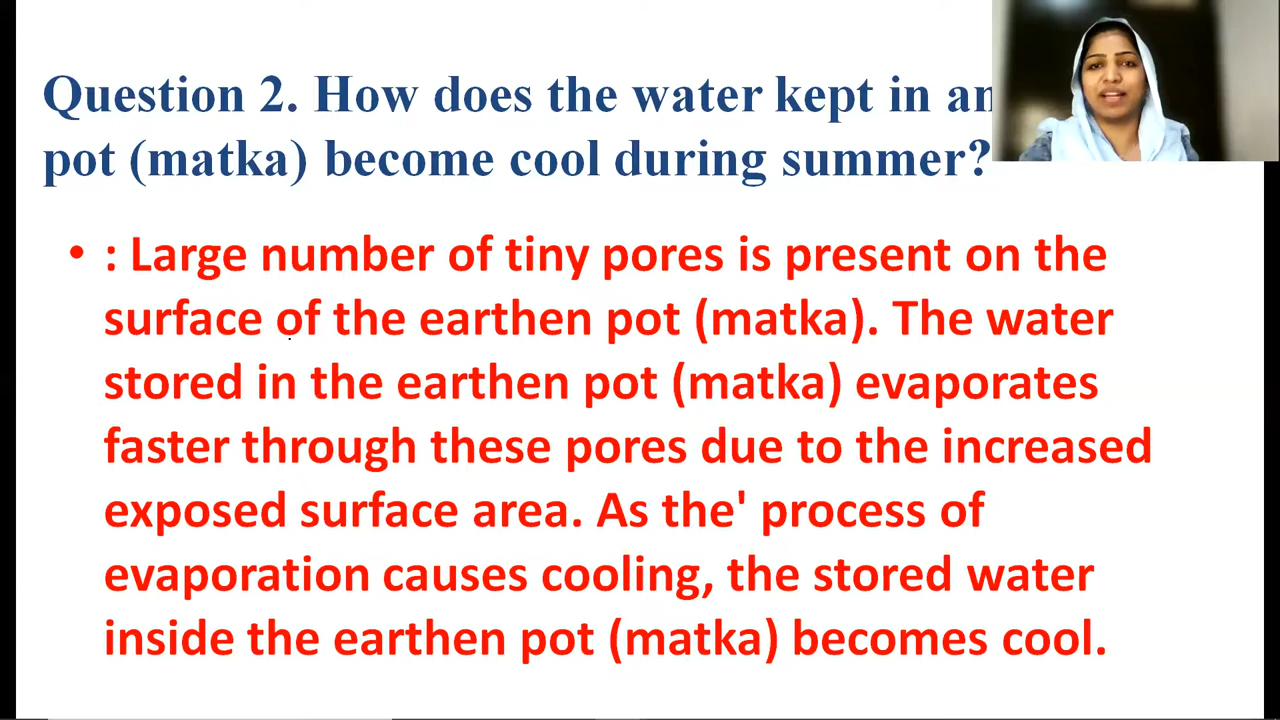 Question 2. How does the water kept in an
pot (matka) become cool during summer?
• : Large number of tiny pores is present on the
surface of the earthen pot (matka). The water
stored in the earthen pot (matka) evaporates
faster through these pores due to the increased
exposed surface area. As the' process of
evaporation causes cooling, the stored water
inside the earthen pot (matka) becomes cool.